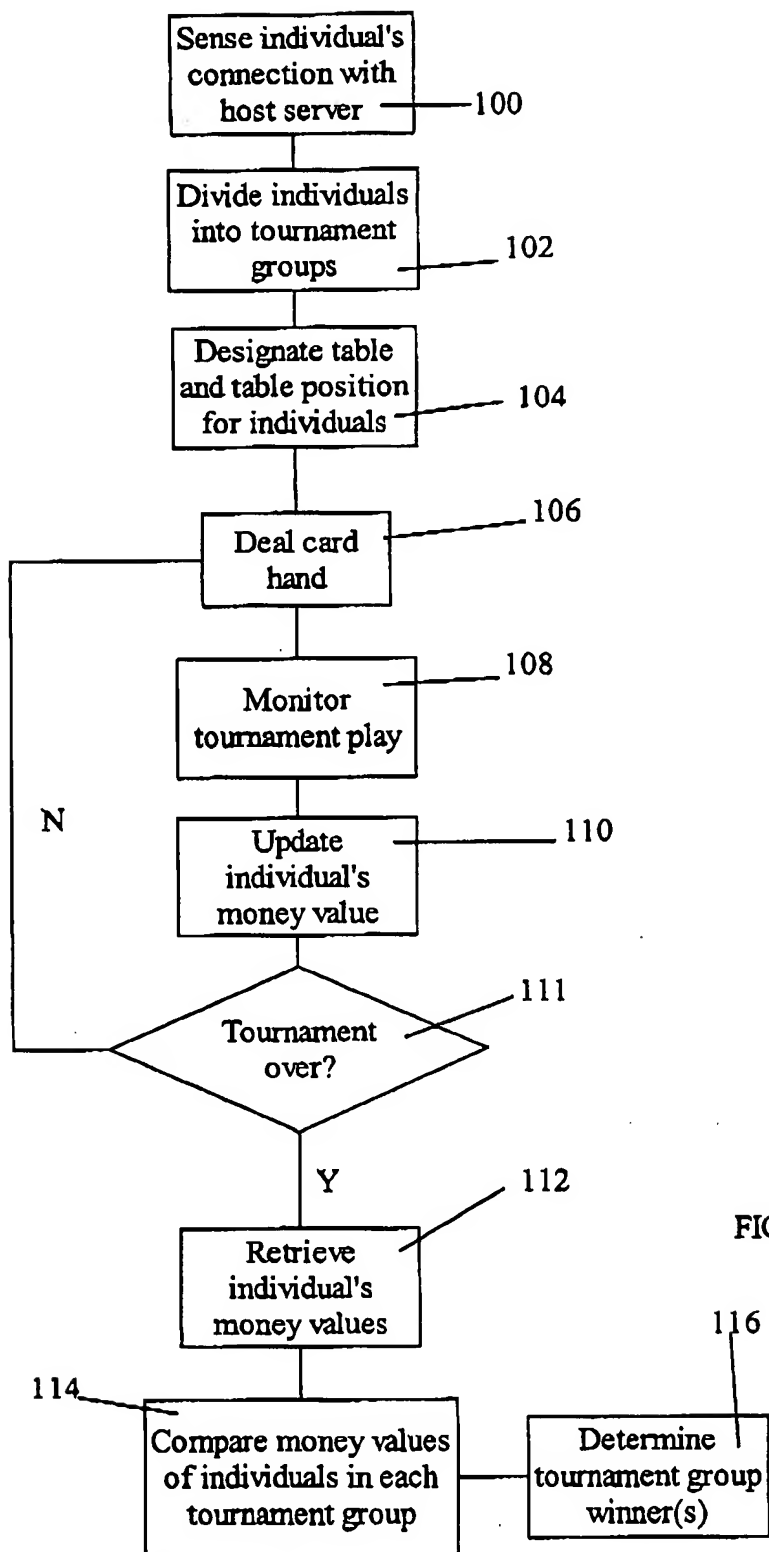 Sense individual's
connection with
host server
100
Divide individuals
into tournament
groups
102
Designate table
and table position
for individuals
104
106
Deal card
hand
108
Monitor
tournament play
N
110
Update
individual's
money value
111
Tournament
over?
Y
112
Retrieve
individual's
money values
FIG
116
114
Compare money values
of individuals in each
tournament group
Determine
tournament group
winner(s)